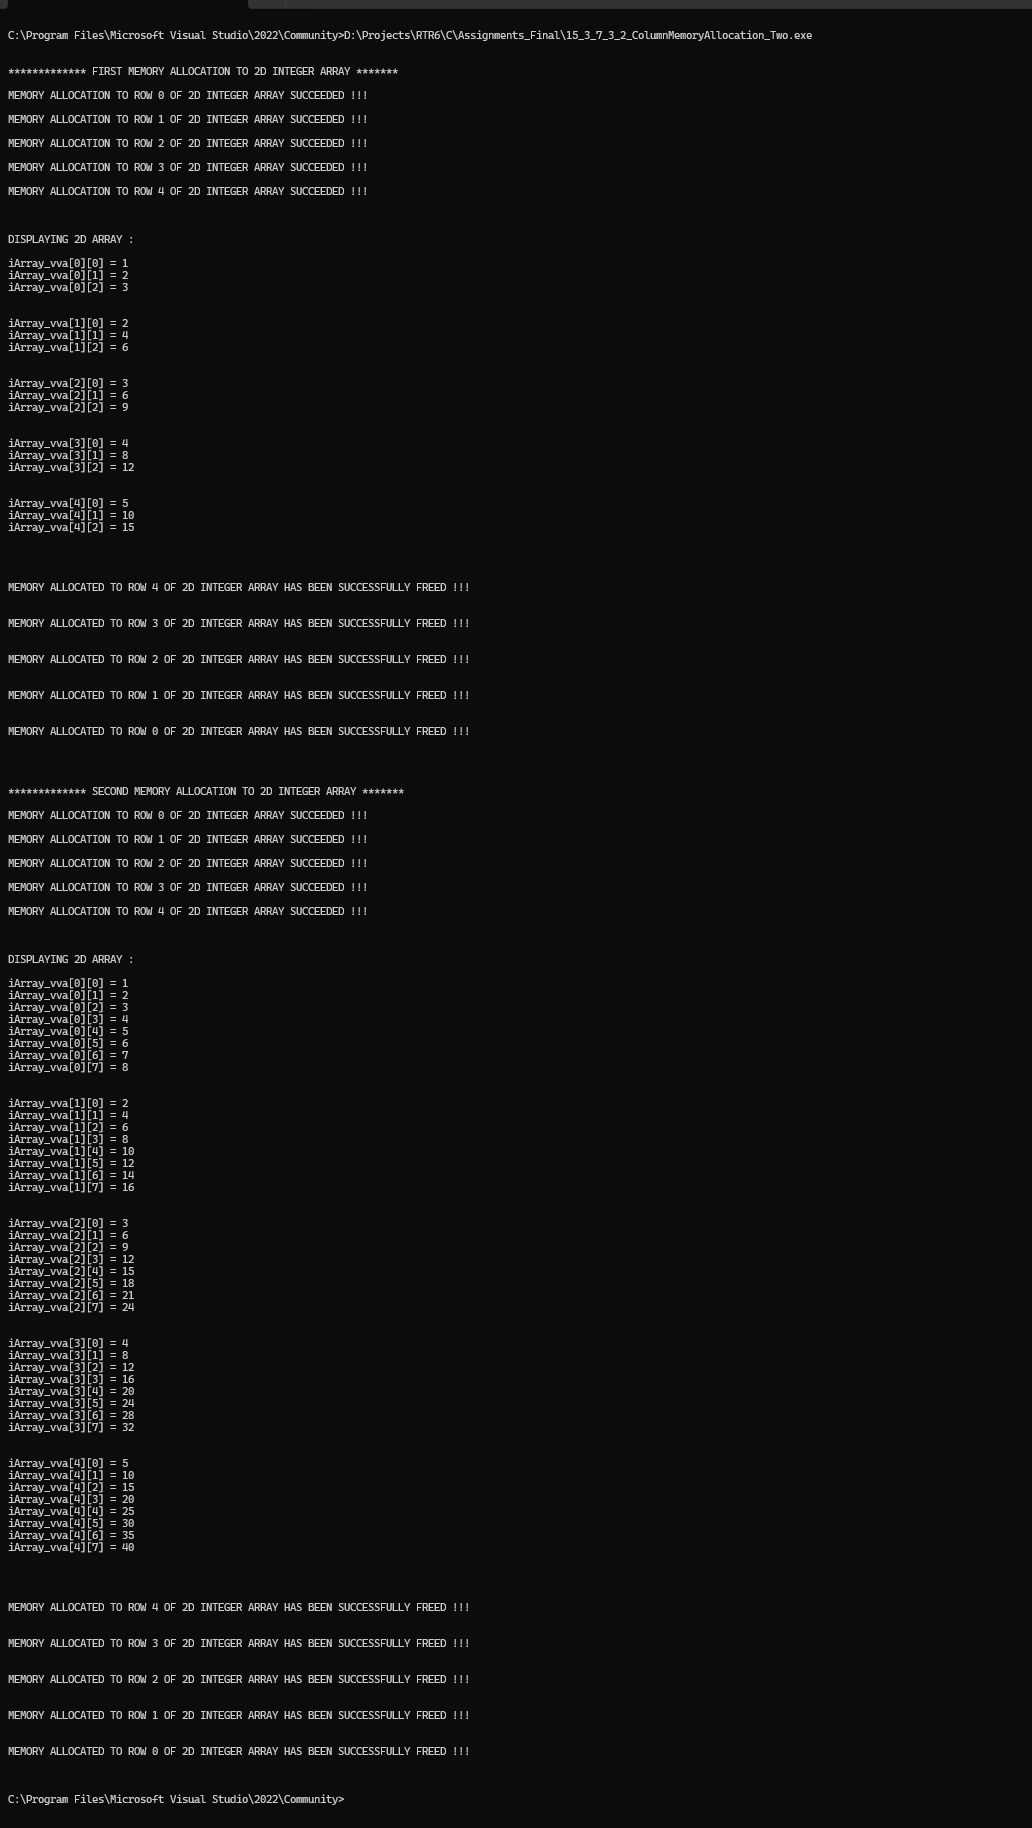 C:\Program Files\Microsoft Visual Studio\2022\Community>D:\Projects\RTR6\C\Assignments_Final\15_3_7_3_2_ColumnMemoryAllocation_Two.exe
************* FIRST MEMORY ALLOCATION TO 2D INTEGER ARRAY *******
MEMORY ALLOCATION TO ROW 0 OF 2D INTEGER ARRAY SUCCEEDED !!!
MEMORY ALLOCATION TO ROW 1 OF 2D INTEGER ARRAY SUCCEEDED !!!
MEMORY ALLOCATION TO ROW 2 OF 2D INTEGER ARRAY SUCCEEDED !!!
MEMORY ALLOCATION TO ROW 3 OF 2D INTEGER ARRAY SUCCEEDED !!!
MEMORY ALLOCATION TO ROW 4 OF 2D INTEGER ARRAY SUCCEEDED !!!
DISPLAYING 2D ARRAY :
iArray_vva[0][0] = 1
iArray_vva[0][1] = 2
iArray_vva[0][2] = 3
iArray_vva[1][0] = 2
iArray_vva[1][1] = 4
iArray_vva[1][2] = 6
iArray_vva[2][0] = 3
iArray_vva[2][1] = 6
iArray_vva[2][2] = 9
iArray_vva[3][0] = 4
iArray_vva[3][1] = 8
iArray_vva[3][2] = 12
iArray_vva[4][0] = 5
iArray_vva[4][1] = 10
iArray_vva[4][2] = 15
MEMORY ALLOCATED TO ROW 4 OF 2D INTEGER ARRAY HAS BEEN SUCCESSFULLY FREED !!!
MEMORY ALLOCATED TO ROW 3 OF 2D INTEGER ARRAY HAS BEEN SUCCESSFULLY FREED !!!
MEMORY ALLOCATED TO ROW 2 OF 2D INTEGER ARRAY HAS BEEN SUCCESSFULLY FREED !!!
MEMORY ALLOCATED TO ROW 1 OF 2D INTEGER ARRAY HAS BEEN SUCCESSFULLY FREED !!!
MEMORY ALLOCATED TO ROW 0 OF 2D INTEGER ARRAY HAS BEEN SUCCESSFULLY FREED !!!
************* SECOND MEMORY ALLOCATION TO 2D INTEGER ARRAY *******
MEMORY ALLOCATION TO ROW 0 OF 2D INTEGER ARRAY SUCCEEDED !!!
MEMORY ALLOCATION TO ROW 1 OF 2D INTEGER ARRAY SUCCEEDED !!!
MEMORY ALLOCATION TO ROW 2 OF 2D INTEGER ARRAY SUCCEEDED !!!
MEMORY ALLOCATION TO ROW 3 OF 2D INTEGER ARRAY SUCCEEDED !!!
MEMORY ALLOCATION TO ROW 4 OF 2D INTEGER ARRAY SUCCEEDED !!!
DISPLAYING 2D ARRAY :
iArray_vva[0][0] = 1
iArray_vva[0][1] = 2
iArray_vva[0][2] = 3
iArray_vva[0][3] = 4
iArray_vva[0][4] = 5
iArray_vva[0][5] = 6
iArray_vva[0][6] = 7
iArray_vva[0][7] = 8
iArray_vva[1][0] = 2
iArray_vva[1][1] = 4
iArray_vva[1][2] = 6
iArray_vva[1][3] = 8
iArray_vva[1][4] = 10
iArray_vva[1][5] = 12
iArray_vva[1][6] = 14
iArray_vva[1][7] = 16
iArray_vva[2][0] = 3
iArray_vva[2][1] = 6
iArray_vva[2][2] = 9
iArray_vva[2][3] = 12
iArray_vva[2][4] = 15
iArray_vva[2][5] = 18
iArray_vva[2][6] = 21
iArray_vva[2][7] = 24
iArray_vva[3][0] = 4
iArray_vva[3][1] = 8
iArray_vva[3][2] = 12
iArray_vva[3][3] = 16
iArray_vva[3][4] = 20
iArray_vva[3][5] = 24
iArray_vva[3][6] = 28
iArray_vva[3][7] = 32
iArray_vva[4][0] = 5
iArray_vva[4][1] = 10
iArray_vva[4][2] = 15
iArray_vva[4][3] = 20
iArray_vva[4][4] = 25
iArray_vva[4][5] = 30
iArray_vva[4][6] = 35
iArray_vva[4][7] = 40
MEMORY ALLOCATED TO ROW 4 OF 2D INTEGER ARRAY HAS BEEN SUCCESSFULLY FREED !!!
MEMORY ALLOCATED TO ROW 3 OF 2D INTEGER ARRAY HAS BEEN SUCCESSFULLY FREED !!!
MEMORY ALLOCATED TO ROW 2 OF 2D INTEGER ARRAY HAS BEEN SUCCESSFULLY FREED !!!
MEMORY ALLOCATED TO ROW 1 OF 2D INTEGER ARRAY HAS BEEN SUCCESSFULLY FREED !!!
MEMORY ALLOCATED TO ROW 0 OF 2D INTEGER ARRAY HAS BEEN SUCCESSFULLY FREED !!!
C:\Program Files\Microsoft Visual Studio\2022\Community>